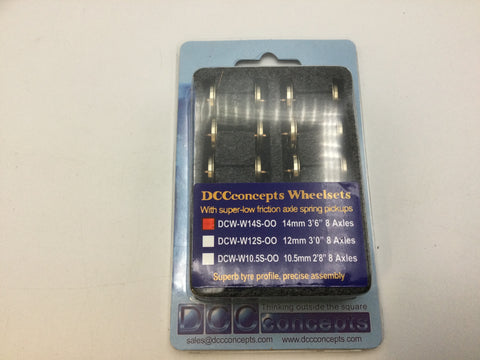 DCCconcepts Wheelsets
With super-low friction axle spring pickups
DCW-W14S-OO 14mm 3'6" 8 Axles
DCW-W12S-OO 12mm 3'0" 8 Axles
DCW-W10.5S-OO 10.5mm 2'8" 8 Axles
Superb tyre profile, precise assembly
Thinking outside the square
DCCconcepts
sales@dccconcepts.com www.dccconcepts.com